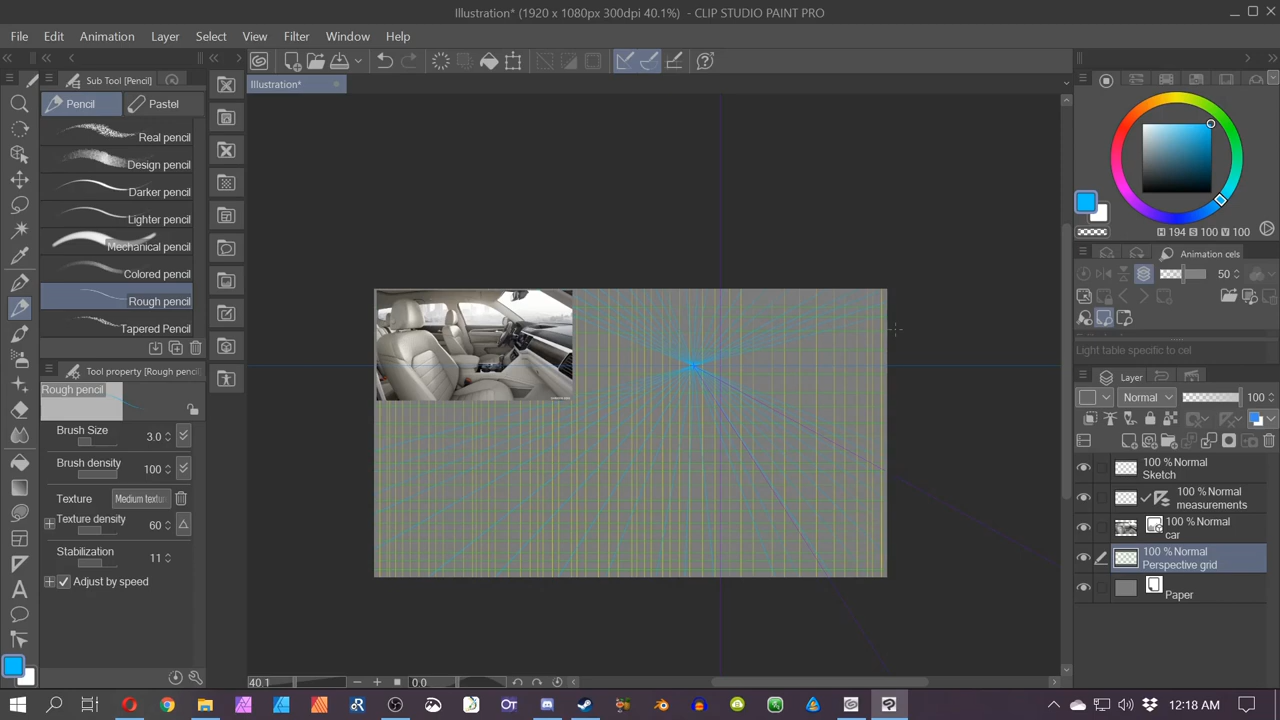 Illustration* (1920 x 1080px 300dpi 40.1%) - CLIP STUDIO PAINT PRO
File Edit Animation Layer Select View Filter Window Help
Sub Tool [Pencil]
Illustration*
Pencil Pastel
Real pencil
Design pencil
Darker pencil
Lighter pencil
Mechanical pencil
Colored pencil
Rough pencil
Tapered Pencil
Tool property [Rough pencil]
Rough pencil
Brush Size 3.0
Brush density 100
Texture Medium textur
Texture density 60
Stabilization 11
Adjust by speed
40.1 0.0
H 194 S 100 V 100
Animation cels
50
Light table specific to cel
Layer
Normal 100
100 % Normal
Sketch
100 % Normal
measurements
100 % Normal
car
100 % Normal
Perspective grid
Paper
12:18 AM